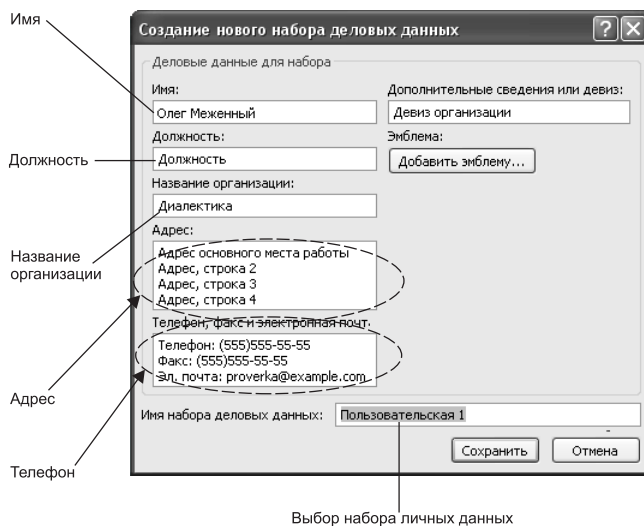 Имя
Создание нового набора деловых данных
Деловые данные для набора
Имя:
Олег Меженный
Дополнительные сведения или девиз:
Девиз организации
Должность
Должность:
Должность
Эмблема:
Добавить эмблему...
Название организации:
Диалектика
Название
организации
Адрес:
Адрес основного места работы
Адрес, строка 2
Адрес, строка 3
Адрес, строка 4
Адрес
Телефон, факс и электронная почт
Телефон: (555)555-55-55
Факс: (555)555-55-55
Эл. почта: proverka@example.com
Телефон
Имя набора деловых данных:
Пользовательская 1
Сохранить
Отмена
Выбор набора личных данных